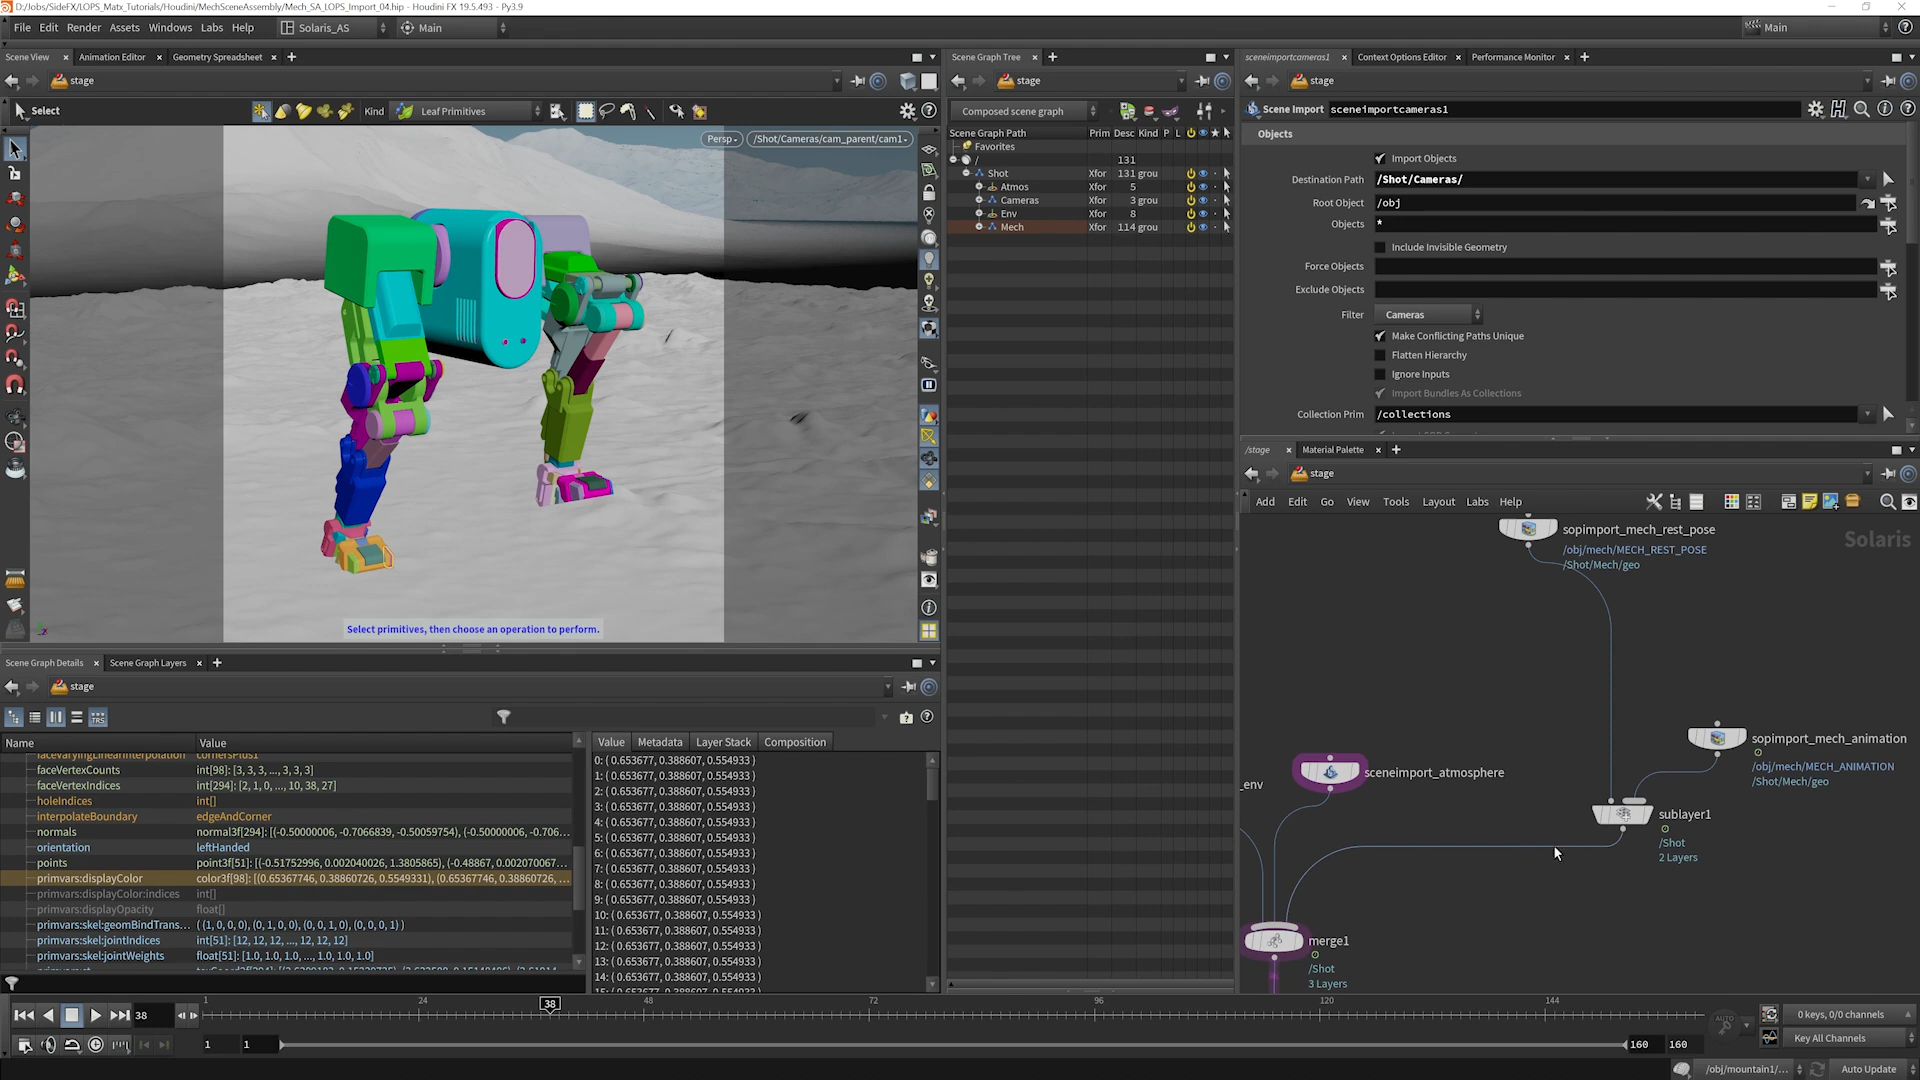 D:/Jobs/SideFX/LOPS_Matx_Tutorials/Houdini/MechSceneAssembly/Mech_SA_LOPS_Import_04.hip - Houdini FX 19.5.493 - Py3.9
File Edit Render Assets Windows Labs Help Solaris_AS Main Main
Scene View Animation Editor Geometry Spreadsheet
stage
Select Kind Leaf Primitives
Persp /Shot/Cameras/cam_parent/cam1
Select primitives, then choose an operation to perform.
Scene Graph Tree
stage
Composed scene graph
Scene Graph Path Prim Desc Kind P L
Favorites
/ 131
Shot Xfor 131 grou
Atmos Xfor 5
Cameras Xfor 3 grou
Env Xfor 8
Mech Xfor 114 grou
sceneimportcameras1 Context Options Editor Performance Monitor
stage
Scene Import sceneimportcameras1
Objects
Import Objects
Destination Path /Shot/Cameras/
Root Object /obj
Objects *
Include Invisible Geometry
Force Objects
Exclude Objects
Filter Cameras
Make Conflicting Paths Unique
Flatten Hierarchy
Ignore Inputs
Import Bundles As Collections
Collection Prim /collections
/stage Material Palette
stage
Add Edit Go View Tools Layout Labs Help
Solaris
sopimport_mech_rest_pose
/obj/mech/MECH_REST_POSE
/Shot/Mech/geo
sopimport_mech_animation
/obj/mech/MECH_ANIMATION
/Shot/Mech/geo
_env
sceneimport_atmosphere
sublayer1
/Shot
2 Layers
merge1
/Shot
3 Layers
Scene Graph Details Scene Graph Layers
stage
TRS
Name Value
faceVaryingLinearInterpolation cornersPlus1
faceVertexCounts int[98]: [3, 3, 3, ..., 3, 3, 3]
faceVertexIndices int[294]: [2, 1, 0, ..., 10, 38, 27]
holeIndices int[]
interpolateBoundary edgeAndCorner
normals normal3f[294]: [(-0.50000006, -0.7066839, -0.50059754), (-0.50000006, -0.706...
orientation leftHanded
points point3f[51]: [(-0.51752996, 0.002040026, 1.3805865), (-0.48867, 0.002070067...
primvars:displayColor color3f[98]: [(0.65367746, 0.38860726, 0.5549331), (0.65367746, 0.38860726, ...
primvars:displayColor:indices int[]
primvars:displayOpacity float[]
primvars:skel:geomBindTrans... ( (1, 0, 0, 0), (0, 1, 0, 0), (0, 0, 1, 0), (0, 0, 0, 1) )
primvars:skel:jointIndices int[51]: [12, 12, 12, ..., 12, 12, 12]
primvars:skel:jointWeights float[51]: [1.0, 1.0, 1.0, ..., 1.0, 1.0, 1.0]
Value Metadata Layer Stack Composition
0: ( 0.653677, 0.388607, 0.554933 )
1: ( 0.653677, 0.388607, 0.554933 )
2: ( 0.653677, 0.388607, 0.554933 )
3: ( 0.653677, 0.388607, 0.554933 )
4: ( 0.653677, 0.388607, 0.554933 )
5: ( 0.653677, 0.388607, 0.554933 )
6: ( 0.653677, 0.388607, 0.554933 )
7: ( 0.653677, 0.388607, 0.554933 )
8: ( 0.653677, 0.388607, 0.554933 )
9: ( 0.653677, 0.388607, 0.554933 )
10: ( 0.653677, 0.388607, 0.554933 )
11: ( 0.653677, 0.388607, 0.554933 )
12: ( 0.653677, 0.388607, 0.554933 )
13: ( 0.653677, 0.388607, 0.554933 )
14: ( 0.653677, 0.388607, 0.554933 )
15: ( 0.653677, 0.388607, 0.554933 )
1 24 38 48 72 96 120 144
38 AUTO 0 keys, 0/0 channels
1 1 160 160 Key All Channels
/obj/mountain1/... Auto Update